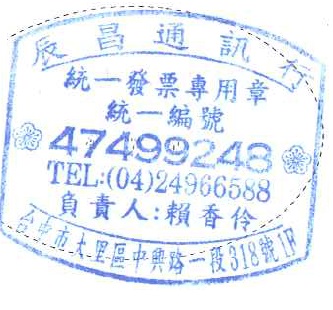 辰昌通訊行
統一發票專用章
統一編號
47499248
TEL:(04)24966588
負責人:賴香伶
台中市大里區中興路一段318號1F